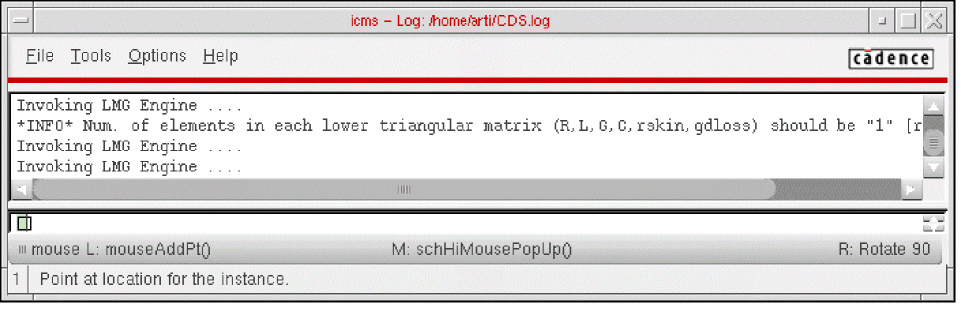 icms – Log: /home/arti/CDS.log
File Tools Options Help
cādence
Invoking LMG Engine ....
*INFO* Num. of elements in each lower triangular matrix (R,L,G,C,rskin,gdloss) should be "1" [r
Invoking LMG Engine ....
Invoking LMG Engine ....
mouse L: mouseAddPt() M: schHiMousePopUp() R: Rotate 90
1 Point at location for the instance.